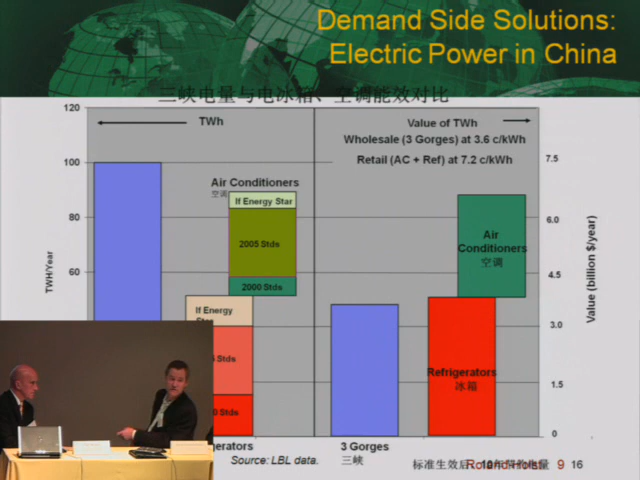 Demand Side Solutions:
Electric Power in China
三峡电量与电冰箱、空调能效对比
120
TWh
Value of TWh
Wholesale (3 Gorges) at 3.6 c/kWh
Retail (AC + Ref) at 7.2 c/kWh
100
7.5
Air Conditioners
空调
If Energy Star
80
6.0
2005 Stds
Air
Conditioners
空调
TWH/Year
Value (billion $/year)
60
4.5
2000 Stds
If Energy
3.0
Stds
Refrigerators
冰箱
1.5
0 Stds
0
gerators
3 Gorges
三峡
Source: LBL data.
标准生效后
9 16